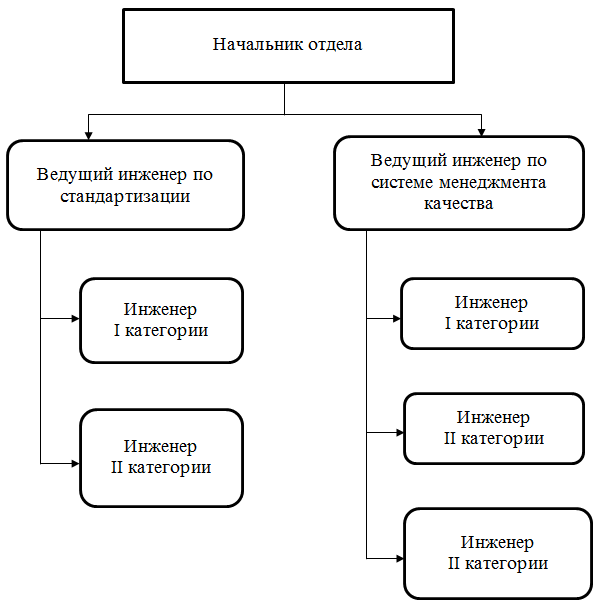 Начальник отдела
Ведущий инженер по
стандартизации
Инженер
I категории
Инженер
II категории
Ведущий инженер по
системе менеджмента
качества
Инженер
I категории
Инженер
II категории
Инженер
II категории